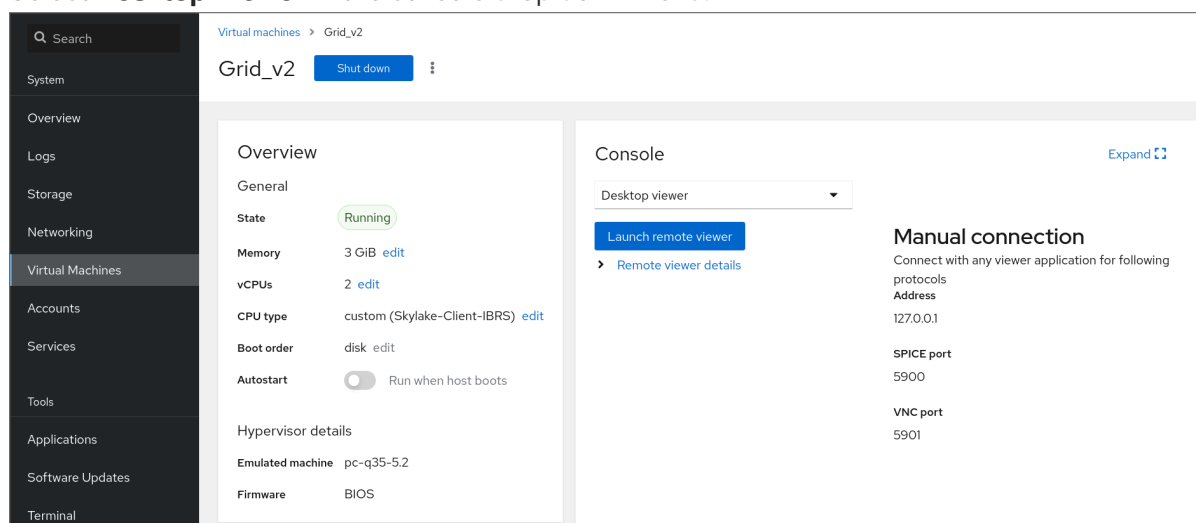 Search
System
Overview
Logs
Storage
Networking
Virtual Machines
Accounts
Services
Tools
Applications
Software Updates
Terminal
Virtual machines > Grid_v2
Grid_v2 Shut down
Overview
General
State Running
Memory 3 GiB edit
vCPUs 2 edit
CPU type custom (Skylake-Client-IBRS) edit
Boot order disk edit
Autostart Run when host boots
Hypervisor details
Emulated machine pc-q35-5.2
Firmware BIOS
Console Expand
Desktop viewer
Launch remote viewer
Remote viewer details
Manual connection
Connect with any viewer application for following
protocols
Address
127.0.0.1
SPICE port
5900
VNC port
5901